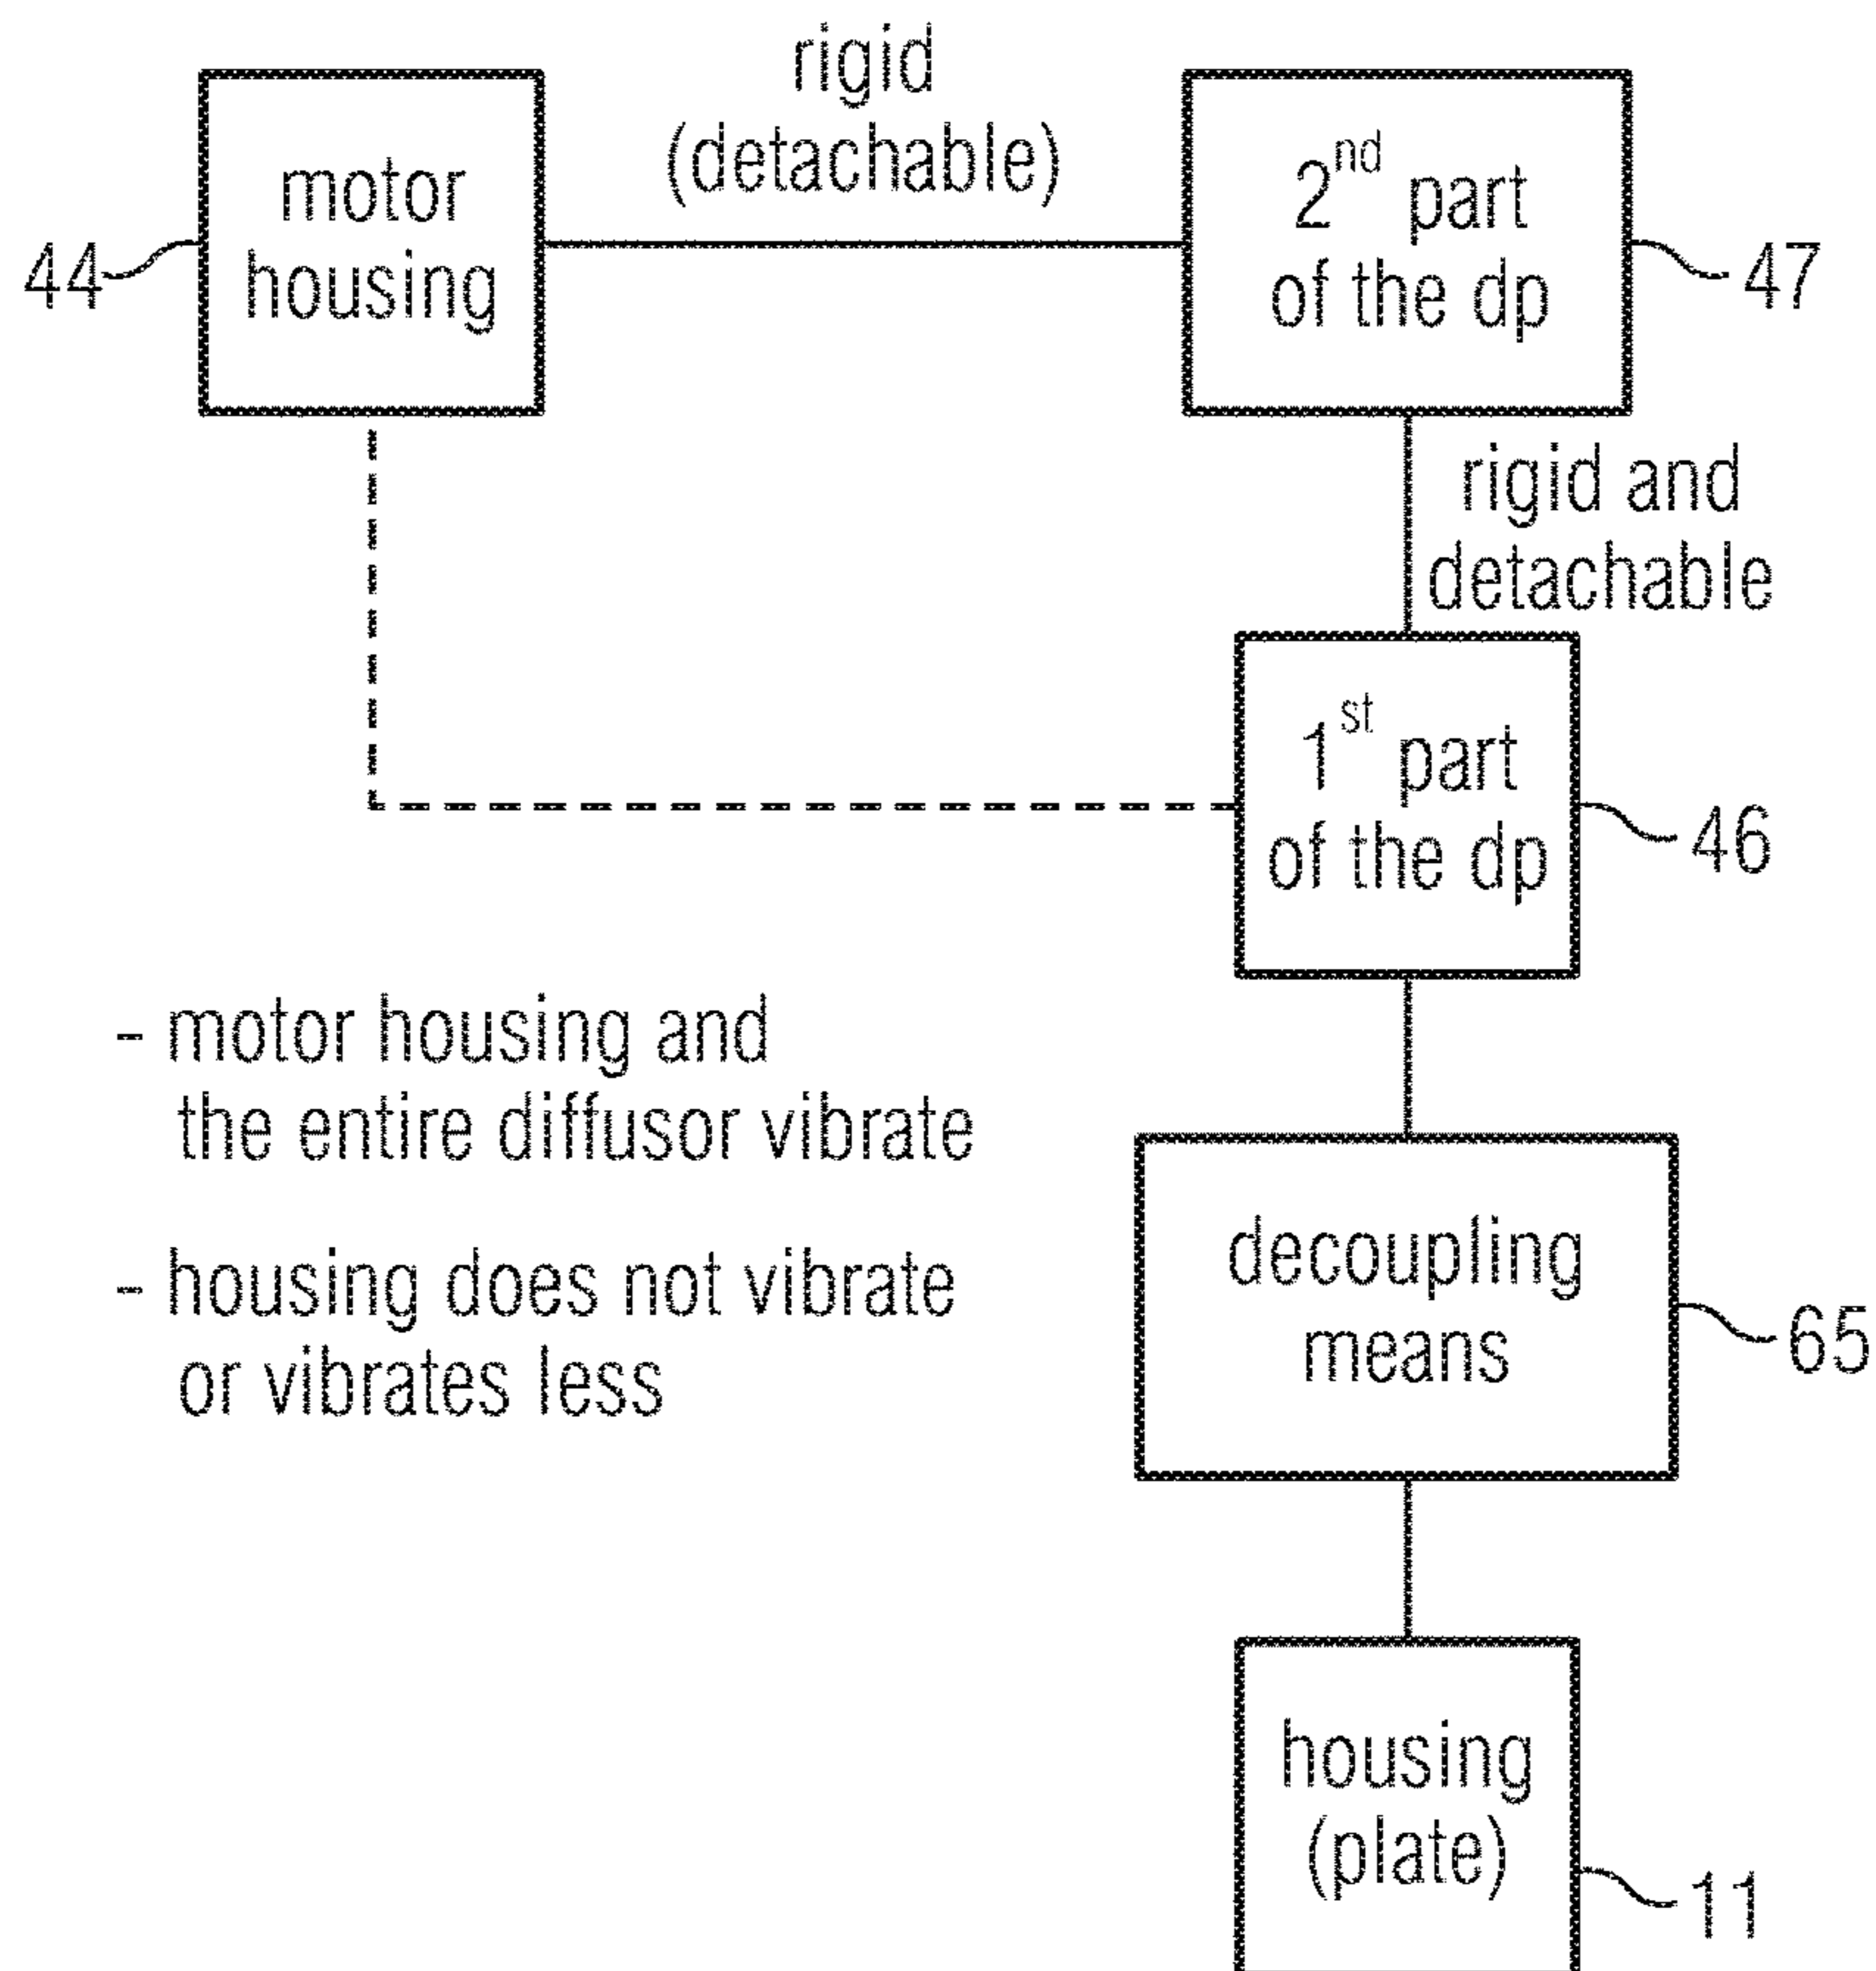 rigid
(detachable)
motor
housing
44
2nd part
of the dp
47
rigid and
detachable
1st part
of the dp
46
- motor housing and
the entire diffusor vibrate
- housing does not vibrate
or vibrates less
decoupling
means
65
housing
(plate)
11